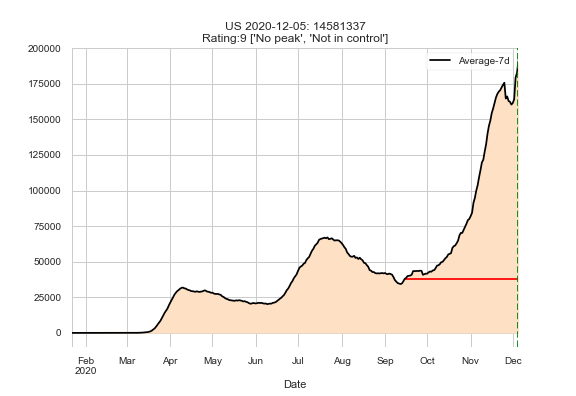 US 2020-12-05: 14581337
Rating:9 ['No peak', 'Not in control']
200000
Average-7d
175000
150000
125000
100000
75000
50000
25000
0
Feb Mar Apr May Jun Jul Aug Sep Oct Nov Dec
2020
Date